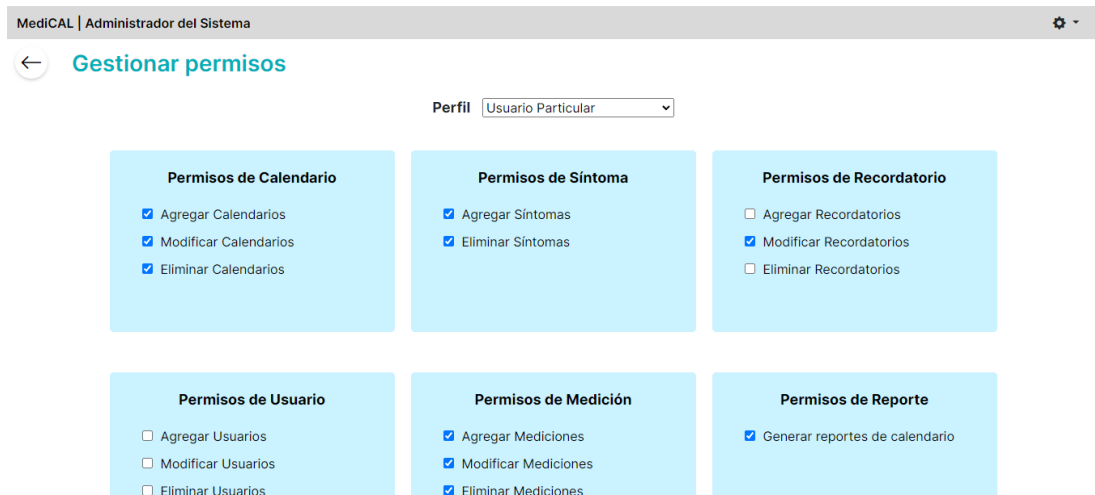 MediCAL | Administrador del Sistema
Gestionar permisos
Perfil Usuario Particular
Permisos de Calendario
Agregar Calendarios
Modificar Calendarios
Eliminar Calendarios
Permisos de Síntoma
Agregar Síntomas
Eliminar Síntomas
Permisos de Recordatorio
Agregar Recordatorios
Modificar Recordatorios
Eliminar Recordatorios
Permisos de Usuario
Agregar Usuarios
Modificar Usuarios
Eliminar Usuarios
Permisos de Medición
Agregar Mediciones
Modificar Mediciones
Eliminar Mediciones
Permisos de Reporte
Generar reportes de calendario